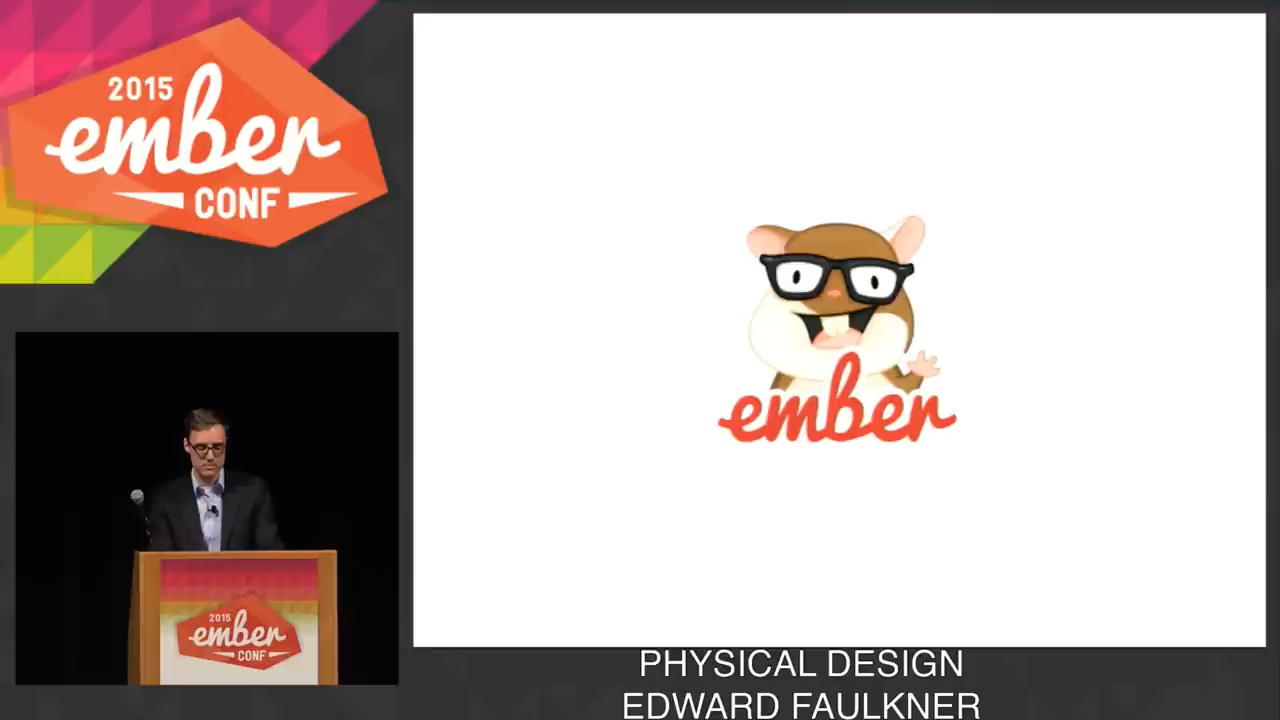 2015
ember
CONF
ember
2015
ember
CONF
PHYSICAL DESIGN
EDWARD FAULKNER